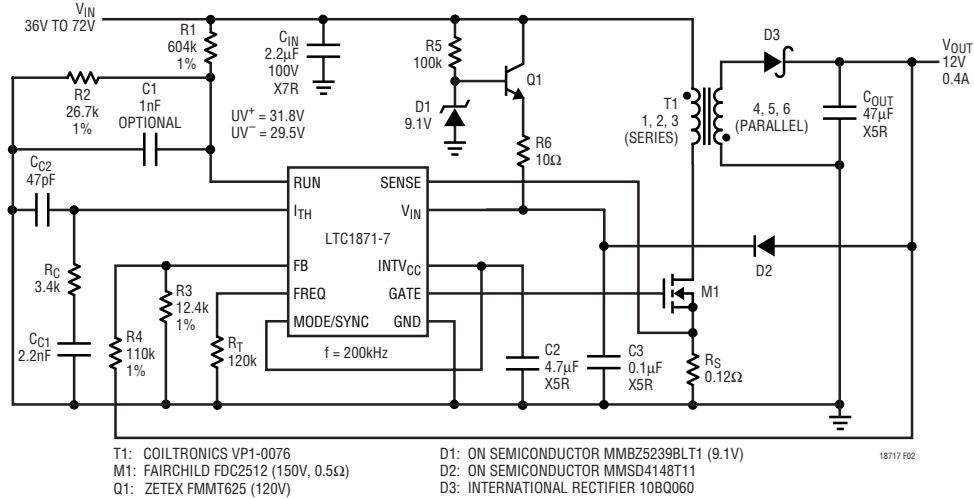 VIN
36V TO 72V
R1
604k
1%
CIN
2.2µF
100V
X7R
R5
100k
Q1
D3
VOUT
12V
0.4A
R2
26.7k
1%
C1
1nF
OPTIONAL
UV+ = 31.8V
UV– = 29.5V
D1
9.1V
R6
10Ω
T1
1, 2, 3
(SERIES)
4, 5, 6
(PARALLEL)
COUT
47µF
X5R
CC2
47pF
RUN
SENSE
ITH
VIN
LTC1871-7
FB
INTVCC
FREQ
GATE
MODE/SYNC
GND
f = 200kHz
D2
M1
RC
3.4k
R3
12.4k
1%
CC1
2.2nF
R4
110k
1%
RT
120k
C2
4.7µF
X5R
C3
0.1µF
X5R
RS
0.12Ω
T1: COILTRONICS VP1-0076
M1: FAIRCHILD FDC2512 (150V, 0.5Ω)
Q1: ZETEX FMMT625 (120V)
D1: ON SEMICONDUCTOR MMBZ5239BLT1 (9.1V)
D2: ON SEMICONDUCTOR MMSD4148T11
D3: INTERNATIONAL RECTIFIER 10BQ060
18717 F02